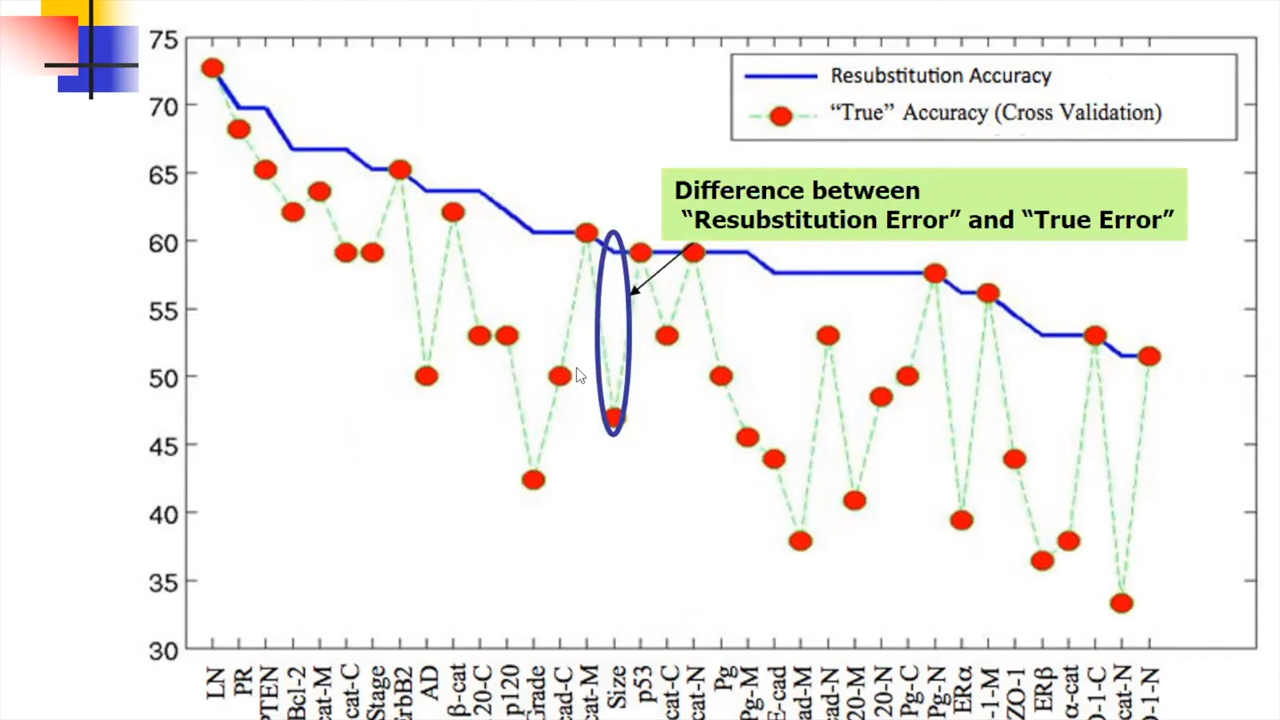 75
70
65
60
55
50
45
40
35
30
Resubstitution Accuracy
“True” Accuracy (Cross Validation)
Difference between
“Resubstitution Error” and “True Error”
LN
PR
PTEN
Bcl-2
cat-M
cat-C
Stage
rbB2
AD
β-cat
20-C
p120
Grade
cad-C
cat-M
Size
p53
cat-C
cat-N
Pg
Pg-M
E-cad
ad-M
ad-N
20-M
20-N
Pg-C
Pg-N
ERα
-1-M
ZO-1
ERβ
α-cat
-1-C
cat-N
-1-N